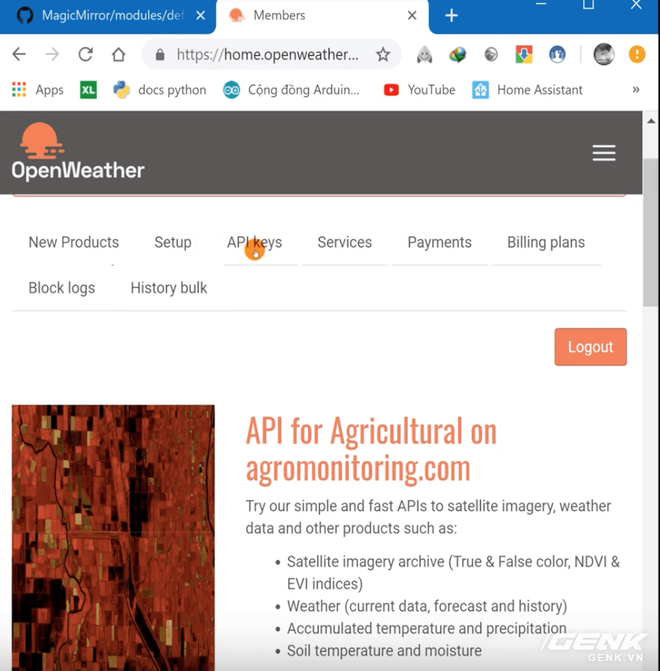 MagicMirror/modules/def
Members
https://home.openweather...
Apps
XL
docs python
Cộng đồng Arduin...
YouTube
Home Assistant
»
OpenWeather
New Products
Setup
API keys
Services
Payments
Billing plans
Block logs
History bulk
Logout
API for Agricultural on
agromonitoring.com
Try our simple and fast APIs to satellite imagery, weather
data and other products such as:
• Satellite imagery archive (True & False color, NDVI &
EVI indices)
• Weather (current data, forecast and history)
• Accumulated temperature and precipitation
• Soil temperature and moisture
GENK
GENK.VN